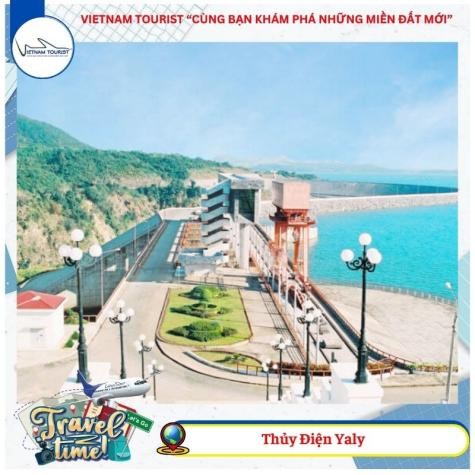 VIETNAM TOURIST “CÙNG BẠN KHÁM PHÁ NHỮNG MIỀN ĐẤT MỚI”
VIETNAM TOURIST
Let's Go
Travel
time!
Thủy Điện Yaly